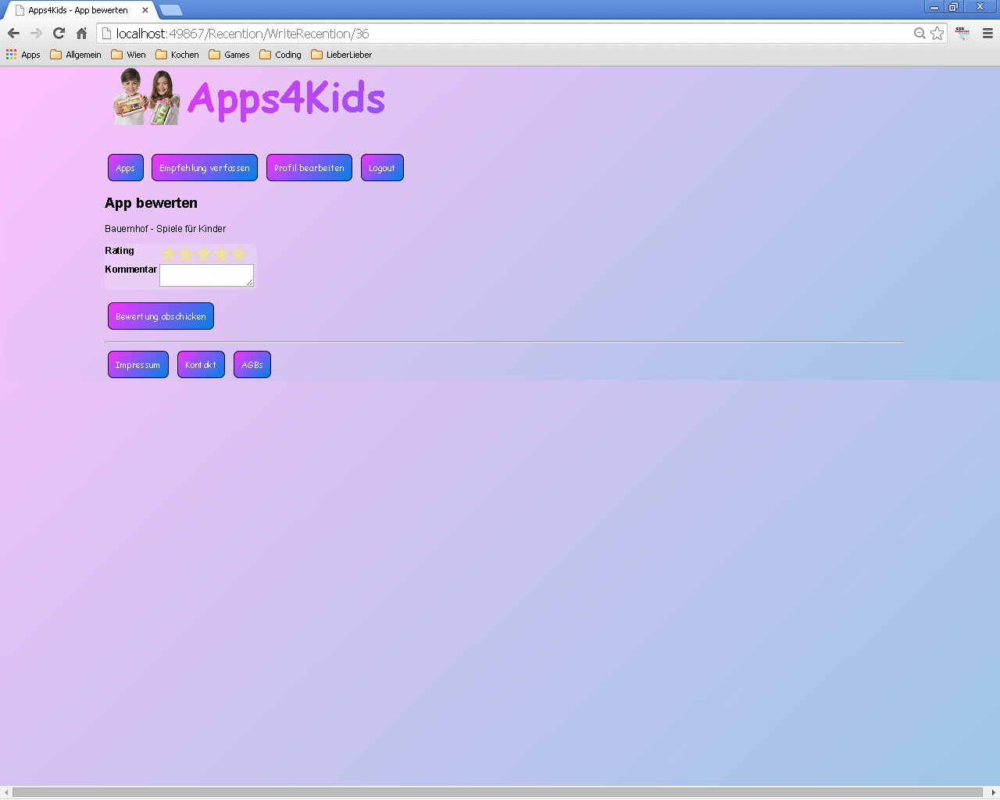 Apps4Kids - App bewerten
localhost:49867/Recention/WriteRecention/36
Apps Allgemein Wien Kochen Games Coding LieberLieber
Apps4Kids
Apps Empfehlung verfassen Profil bearbeiten Logout
App bewerten
Bauernhof - Spiele für Kinder
Rating
Kommentar
Bewertung abschicken
Impressum Kontakt AGBs